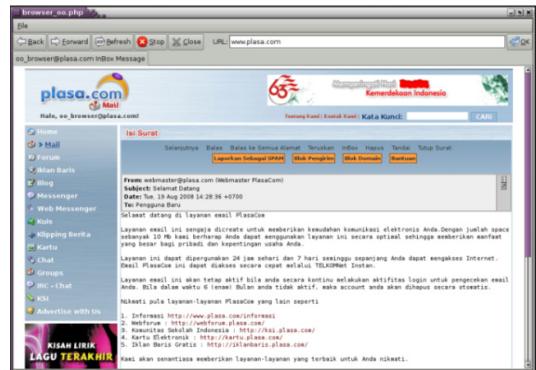 browser_oo.php
File
Back Forward Refresh Stop Close URL: www.plasa.com OK
oo_browser@plasa.com InBox Message
plasa.com
Mail
63
Kemerdekaan Indonesia
Halo, oo_browser@plasa.com!
Tentang Kami | Kontak Kami | Kata Kunci: CARI
Home
> Mail
Forum
Iklan Baris
Blog
Messenger
Web Messenger
Kole
Klipping Berita
Kartu
Chat
Groups
IRC - Chat
KSI
Advertise with Us
KISAH LIRIK
LAGU TERAKHIR
Isi Surat
Selanjutnya Balas Balas ke Semua Alamat Teruskan InBox Hapus Tandai Tutup Surat
Laporkan Sebagai SPAM Blok Pengirim Blok Domain Bantuan
From: webmaster@plasa.com (Webmaster PlasaCom)
Subject: Selamat Datang
Date: Tue, 19 Aug 2008 14:28:36 +0700
To: Pengguna Baru
Selamat datang di layanan email PlasaCom
Layanan email ini sengaja dicreate untuk memberikan kemudahan komunikasi elektronis Anda.Dengan jumlah space
sebanyak 10 Mb kami berharap Anda dapat menggunakan layanan ini secara optimal sehingga memberikan manfaat
yang besar bagi pribadi dan kepentingan usaha Anda.
Layanan ini dapat dipergunakan 24 jam sehari dan 7 hari seminggu sepanjang Anda dapat mengakses Internet.
Email PlasaCom ini dapat diakses secara cepat melalui TELKOMNet Instan.
Layanan email ini akan tetap aktif bila anda secara kontinu melakukan aktifitas login untuk pengecekan email
Anda. Bila dalam waktu 6 (enam) Bulan anda tidak aktif, maka account anda akan dihapus secara otomatis.
Nikmati pula layanan-layanan PlasaCom yang lain seperti
1. Informasi http://www.plasa.com/informasi
2. Webforum : http://webforum.plasa.com/
3. Komunitas Sekolah Indonesia : http://ksi.plasa.com/
4. Kartu Elektronik : http://kartu.plasa.com/
5. Iklan Baris Gratis : http://iklanbaris.plasa.com/
Kami akan senantiasa memberikan layanan-layanan yang terbaik untuk Anda nikmati.